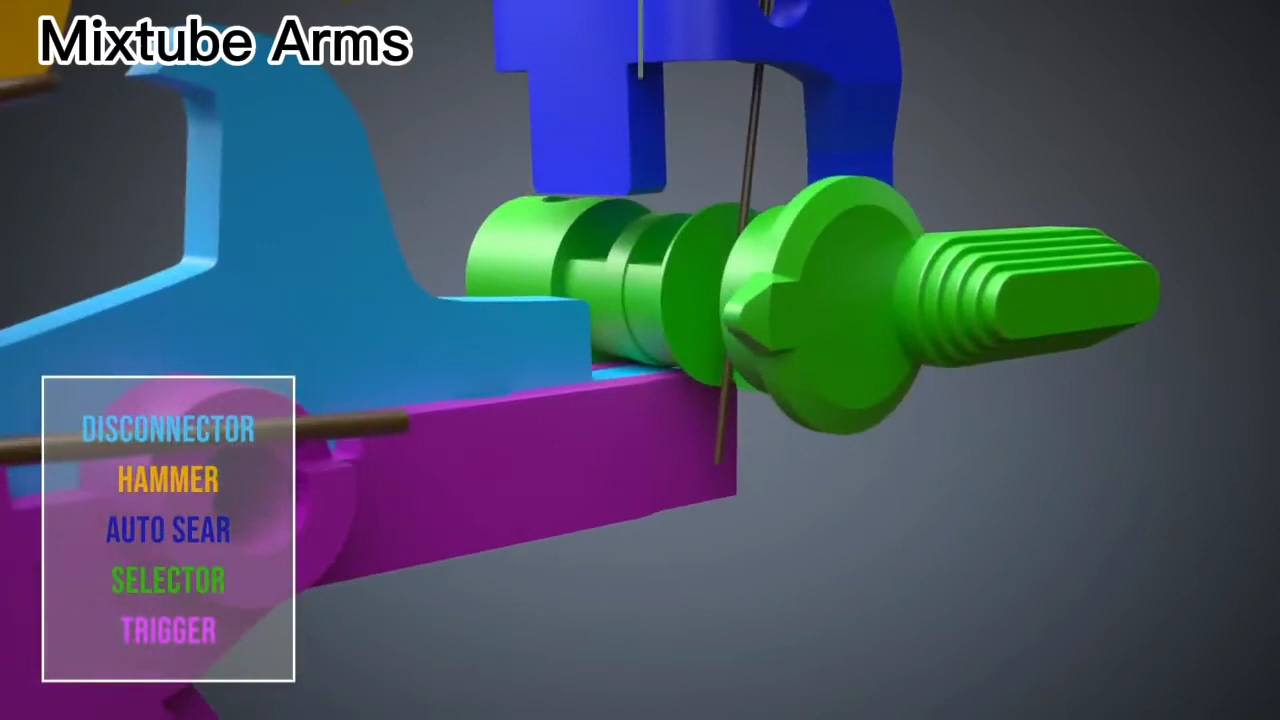 Mixtube Arms
DISCONNECTOR
HAMMER
AUTO SEAR
SELECTOR
TRIGGER